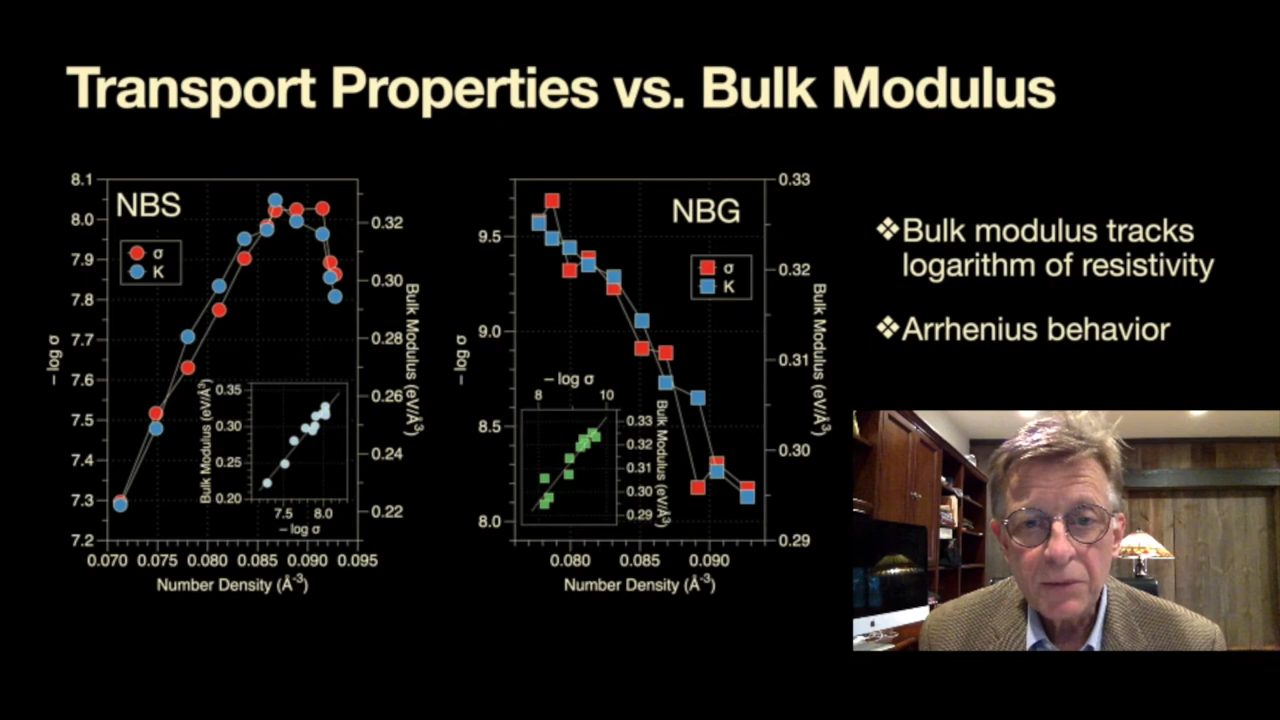 Transport Properties vs. Bulk Modulus
NBS
σ
K
8.1
8.0
7.9
7.8
7.7
7.6
7.5
7.4
7.3
7.2
– log σ
0.32
0.30
0.28
0.26
0.24
0.22
Bulk Modulus (eV/Å³)
0.35
0.30
0.25
0.20
Bulk Modulus (eV/Å³)
7.5 8.0
– log σ
0.070 0.075 0.080 0.085 0.090 0.095
Number Density (Å⁻³)
NBG
σ
K
9.5
9.0
8.5
8.0
– log σ
0.33
0.32
0.31
0.30
0.29
Bulk Modulus (eV/Å³)
– log σ
8 10
0.33
0.32
0.31
0.30
0.29
Bulk Modulus (eV/Å³)
0.080 0.085 0.090
Number Density (Å⁻³)
❖Bulk modulus tracks
logarithm of resistivity
❖Arrhenius behavior